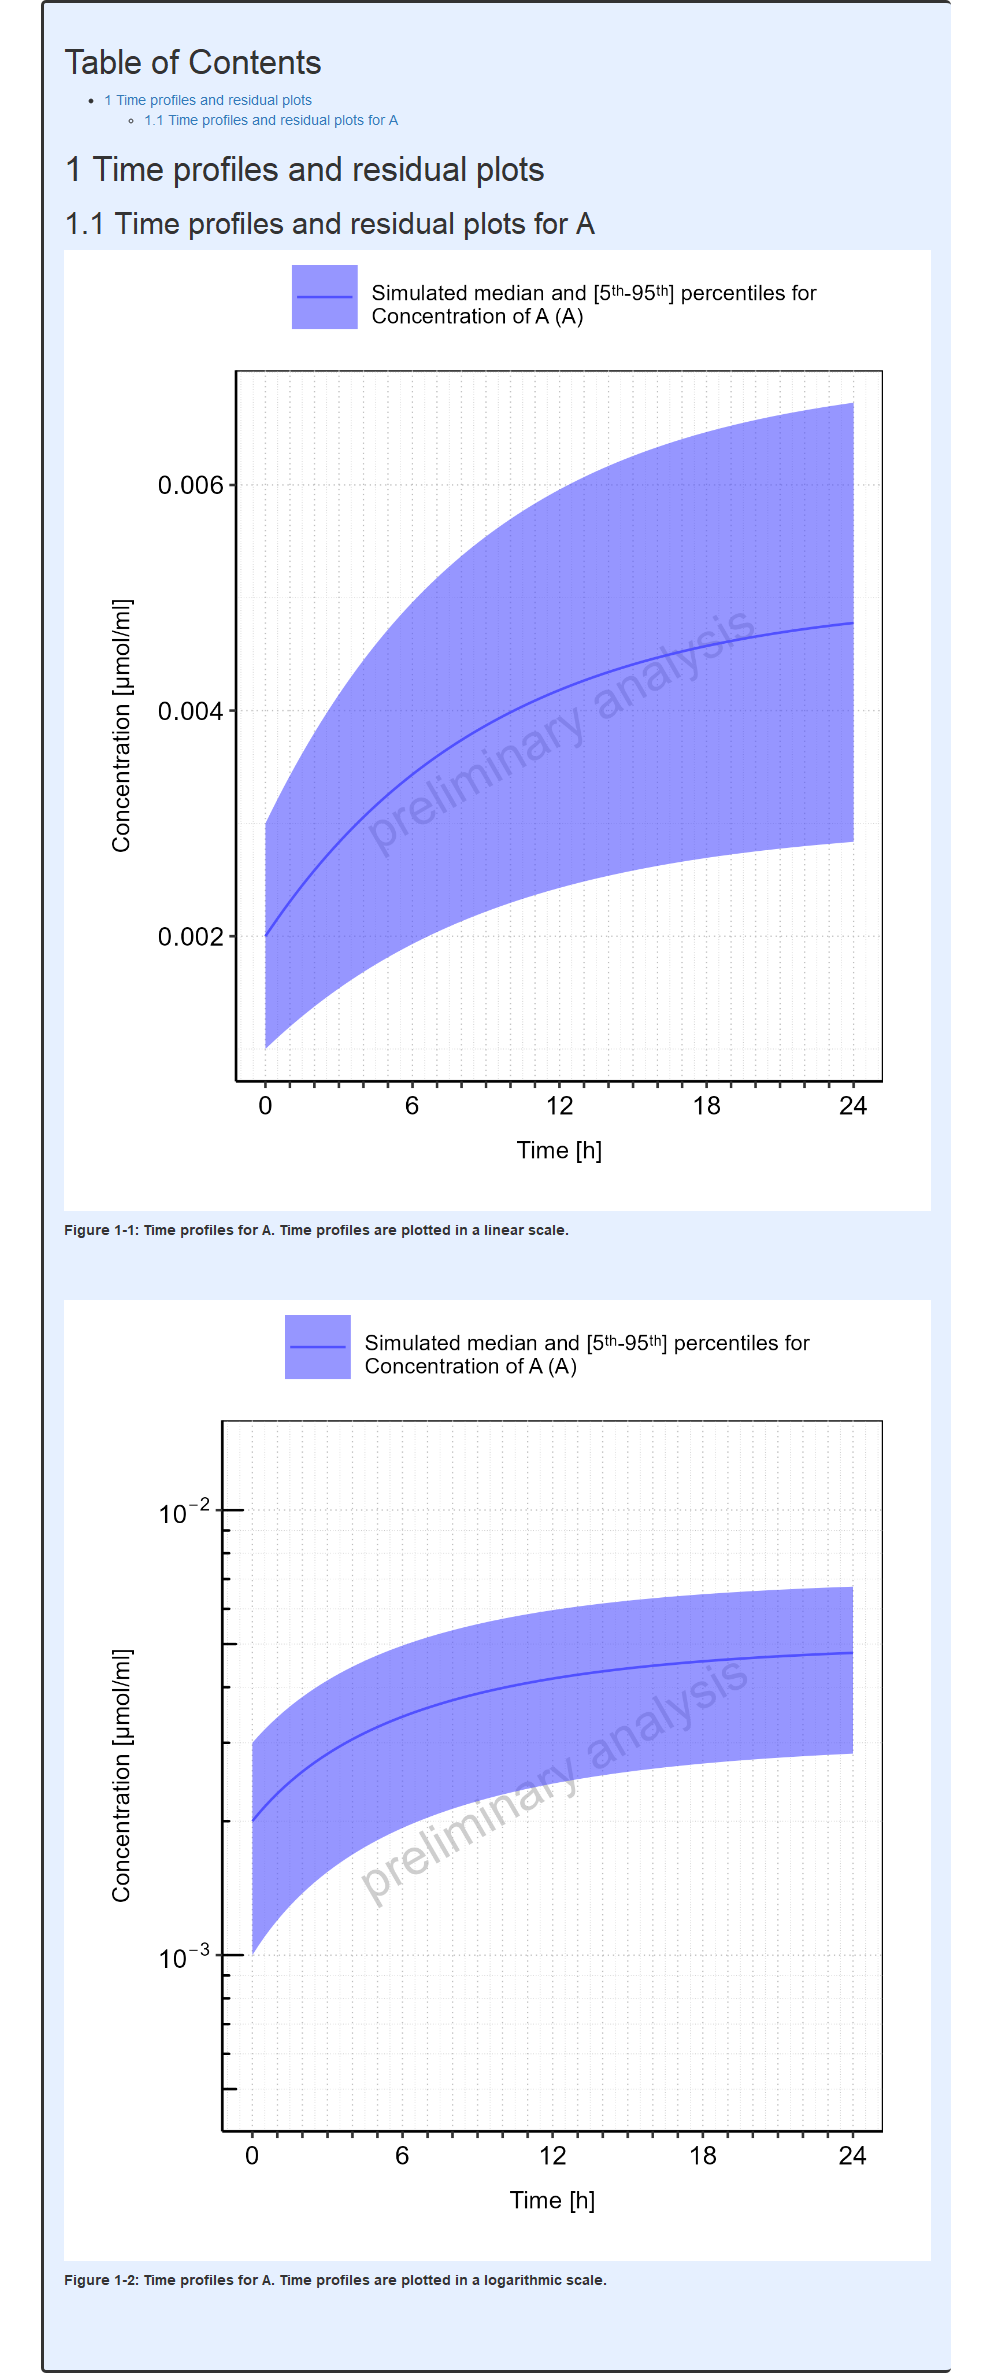 Table of Contents
• 1 Time profiles and residual plots
◦ 1.1 Time profiles and residual plots for A
1 Time profiles and residual plots
1.1 Time profiles and residual plots for A
Simulated median and [5th-95th] percentiles for
Concentration of A (A)
0.006
0.004
0.002
Concentration [µmol/ml]
preliminary analysis
0 6 12 18 24
Time [h]
Figure 1-1: Time profiles for A. Time profiles are plotted in a linear scale.
Simulated median and [5th-95th] percentiles for
Concentration of A (A)
10⁻²
10⁻³
Concentration [µmol/ml]
preliminary analysis
0 6 12 18 24
Time [h]
Figure 1-2: Time profiles for A. Time profiles are plotted in a logarithmic scale.